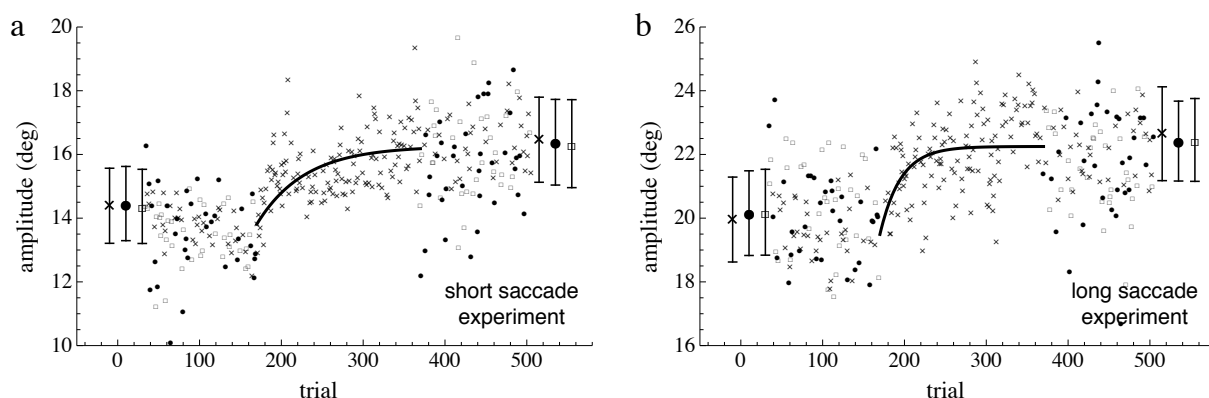 a
20
18
16
14
12
10
amplitude (deg)
0 100 200 300 400 500
trial
short saccade
experiment
b
26
24
22
20
18
16
amplitude (deg)
0 100 200 300 400 500
trial
long saccade
experiment